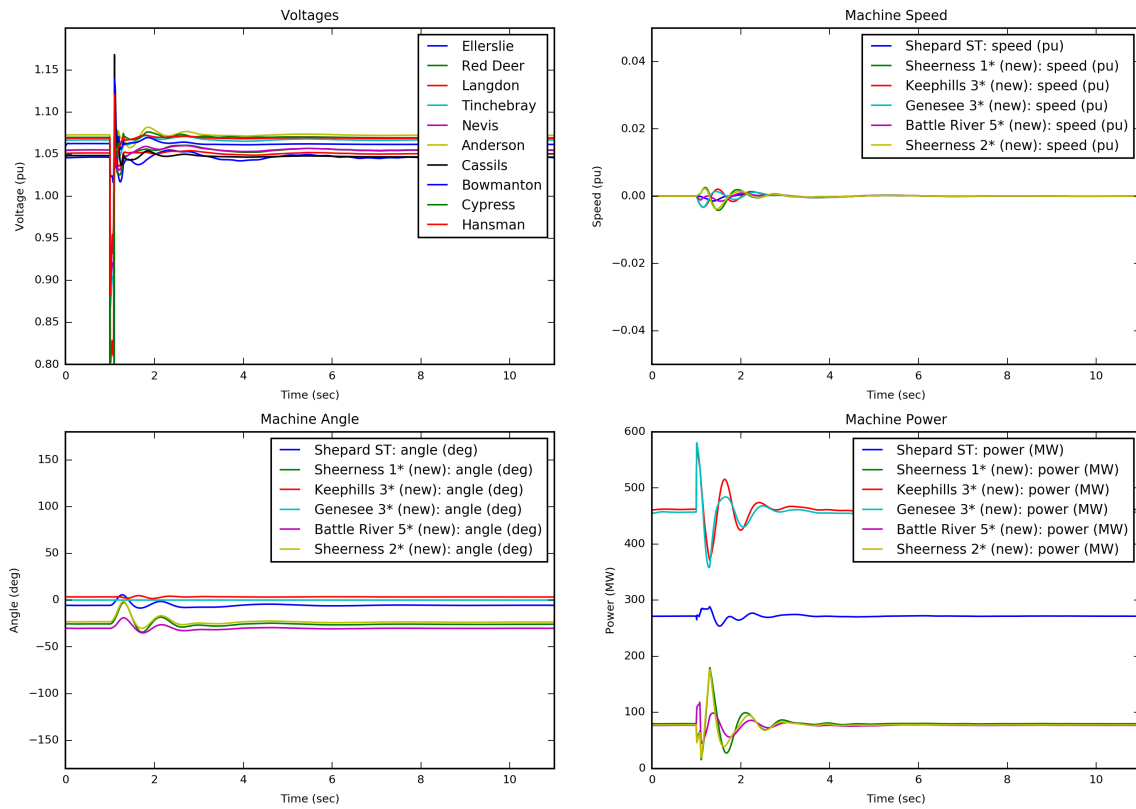 Voltages
Voltage (pu)
1.15
1.10
1.05
1.00
0.95
0.90
0.85
0.80
Ellerslie
Red Deer
Langdon
Tinchebray
Nevis
Anderson
Cassils
Bowmanton
Cypress
Hansman
0 2 4 6 8 10
Time (sec)
Machine Speed
Speed (pu)
0.04
0.02
0.00
−0.02
−0.04
Shepard ST: speed (pu)
Sheerness 1* (new): speed (pu)
Keephills 3* (new): speed (pu)
Genesee 3* (new): speed (pu)
Battle River 5* (new): speed (pu)
Sheerness 2* (new): speed (pu)
0 2 4 6 8 10
Time (sec)
Machine Angle
Angle (deg)
150
100
50
0
−50
−100
−150
Shepard ST: angle (deg)
Sheerness 1* (new): angle (deg)
Keephills 3* (new): angle (deg)
Genesee 3* (new): angle (deg)
Battle River 5* (new): angle (deg)
Sheerness 2* (new): angle (deg)
0 2 4 6 8 10
Time (sec)
Machine Power
Power (MW)
600
500
400
300
200
100
0
Shepard ST: power (MW)
Sheerness 1* (new): power (MW)
Keephills 3* (new): power (MW)
Genesee 3* (new): power (MW)
Battle River 5* (new): power (MW)
Sheerness 2* (new): power (MW)
0 2 4 6 8 10
Time (sec)